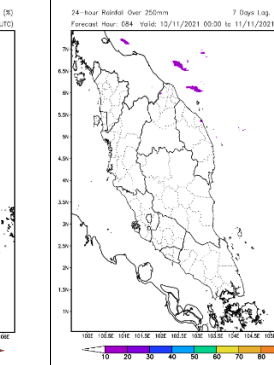 (%)
UTC)
24-hour Rainfall Over 250mm 7 Days Lag.
Forecast Hour: 084 Valid: 10/11/2021 00:00 to 11/11/2021
7N
6.5N
6N
5.5N
5N
4.5N
4N
3.5N
3N
2.5N
2N
1.5N
1N
06E
100E 100.5E 101E 101.5E 102E 102.5E 103E 103.5E 104E 104.5E 105E
10 20 30 40 50 60 70 80